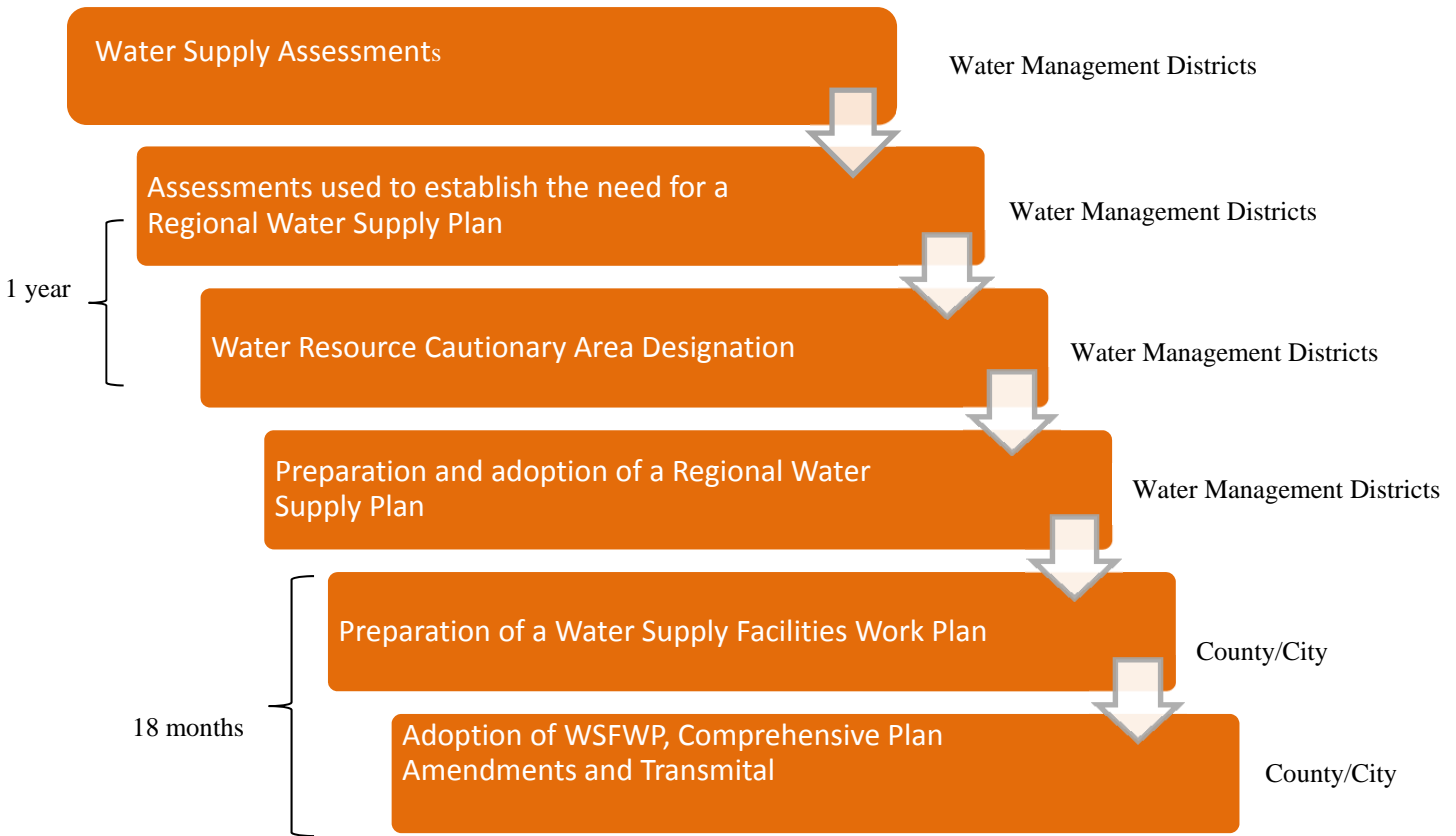 Water Supply Assessments
Water Management Districts
Assessments used to establish the need for a
Regional Water Supply Plan
Water Management Districts
1 year
Water Resource Cautionary Area Designation
Water Management Districts
Preparation and adoption of a Regional Water
Supply Plan
Water Management Districts
Preparation of a Water Supply Facilities Work Plan
County/City
18 months
Adoption of WSFWP, Comprehensive Plan
Amendments and Transmital
County/City